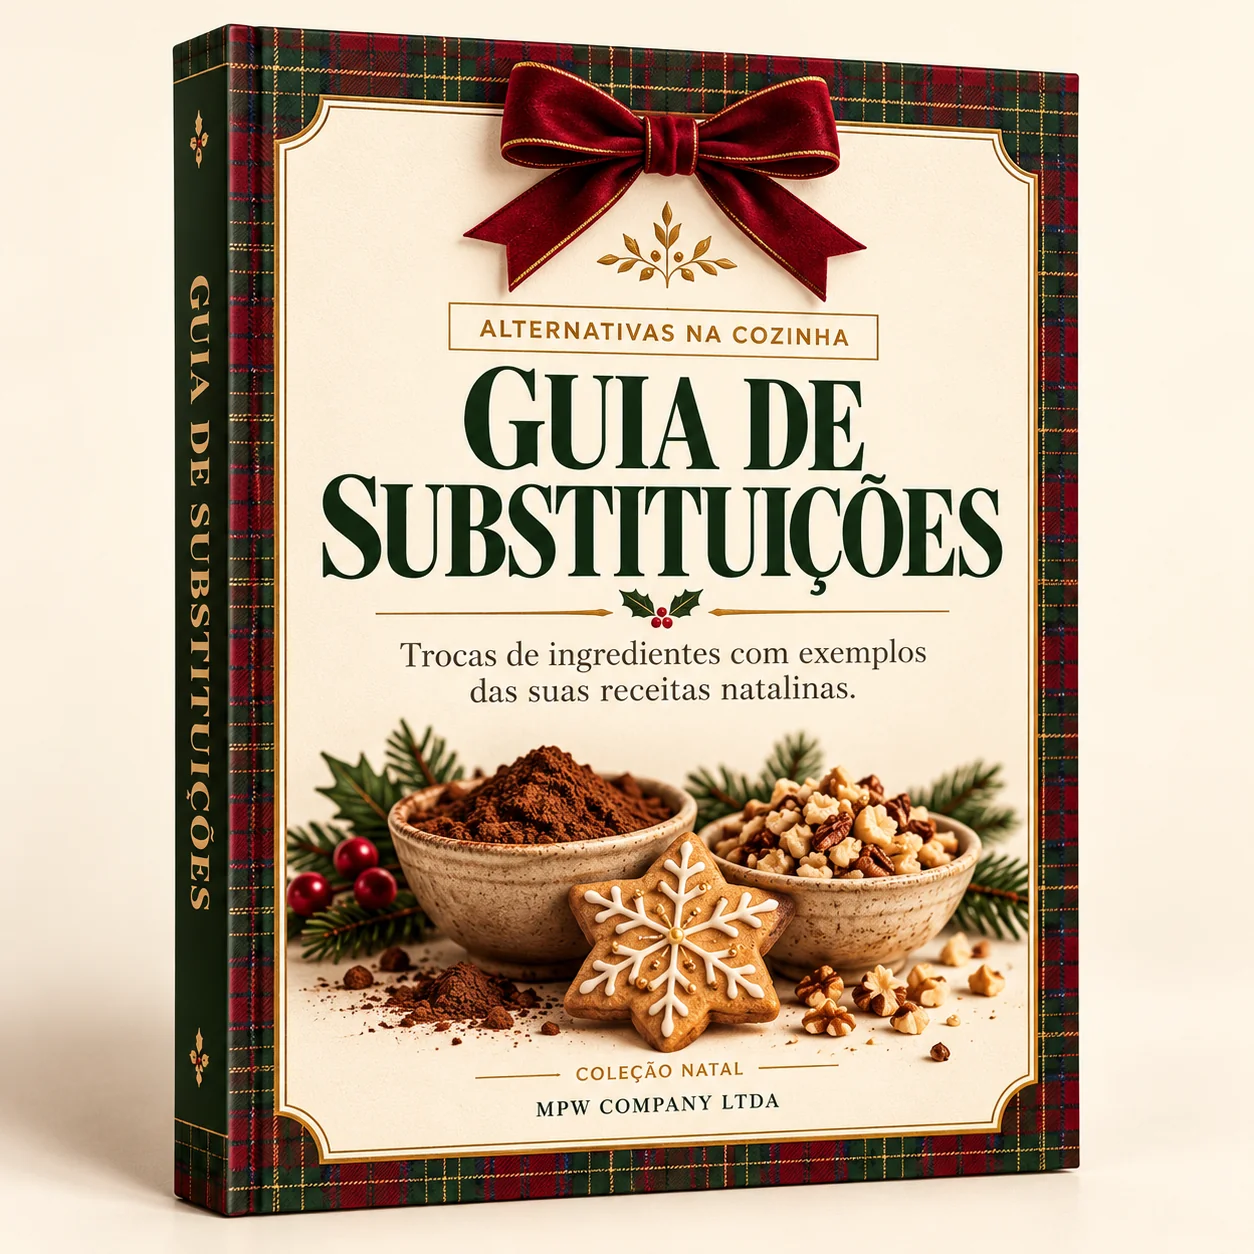 GUIA DE SUBSTITUIÇÕES
ALTERNATIVAS NA COZINHA
GUIA DE
SUBSTITUIÇÕES
Trocas de ingredientes com exemplos
das suas receitas natalinas.
COLEÇÃO NATAL
MPW COMPANY LTDA